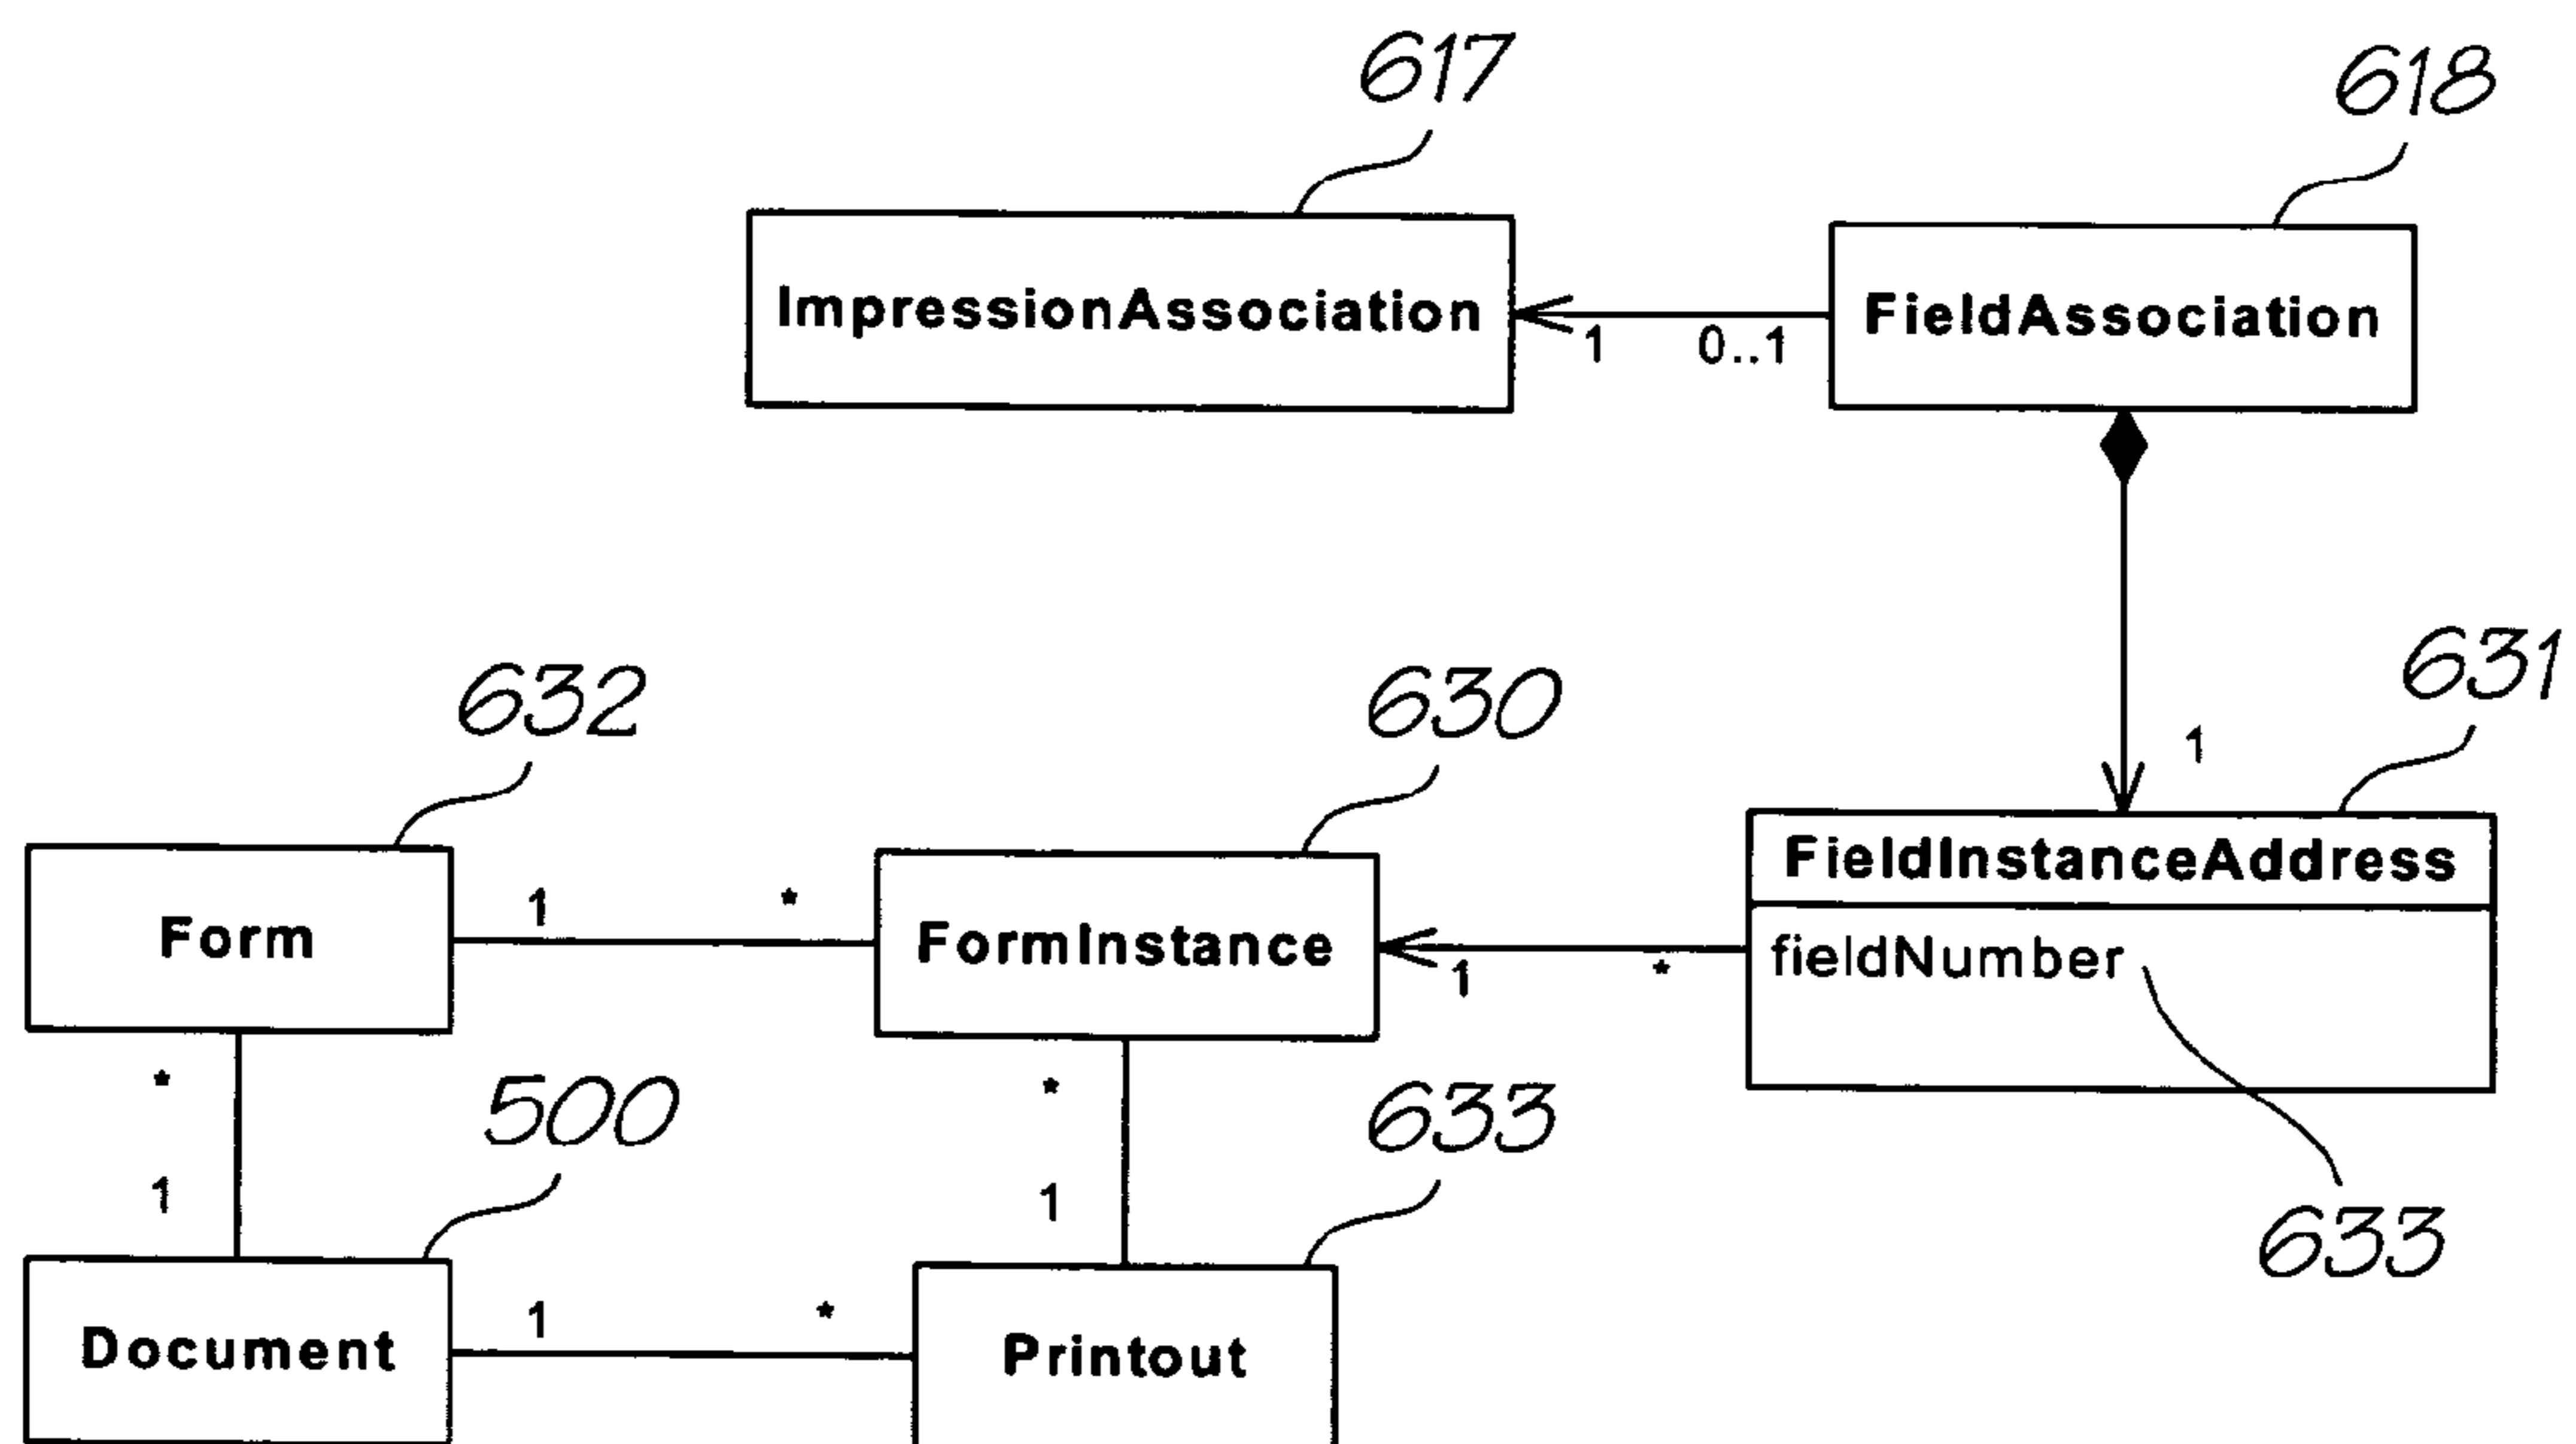 617
618
ImpressionAssociation
1
0..1
FieldAssociation
1
632
630
631
Form
1
*
FormInstance
1
*
FieldInstanceAddress
fieldNumber
*
1
500
*
1
633
633
Document
1
*
Printout